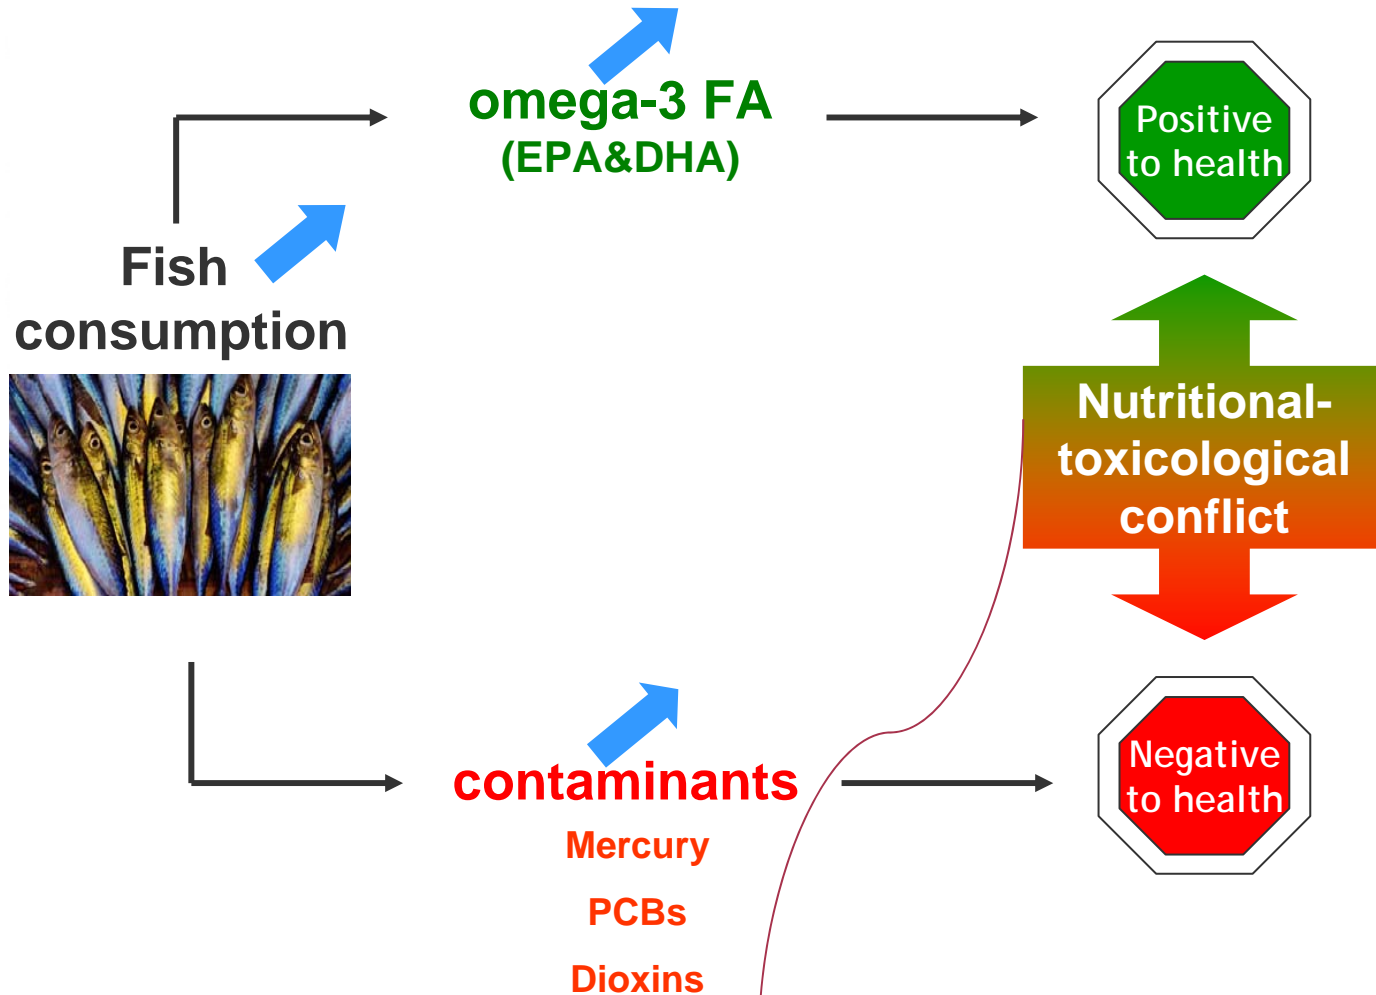 omega-3 FA
(EPA&DHA)
Positive
to health
Fish
consumption
Nutritional-
toxicological
conflict
contaminants
Mercury
PCBs
Dioxins
Negative
to health